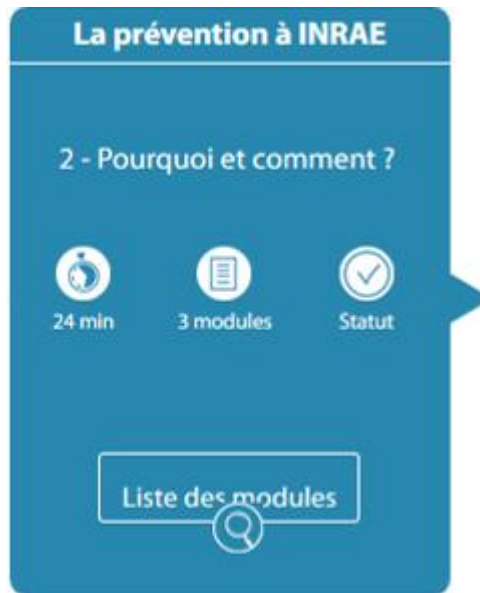 La prévention à INRAE
2 - Pourquoi et comment ?
24 min
3 modules
Statut
Liste des modules